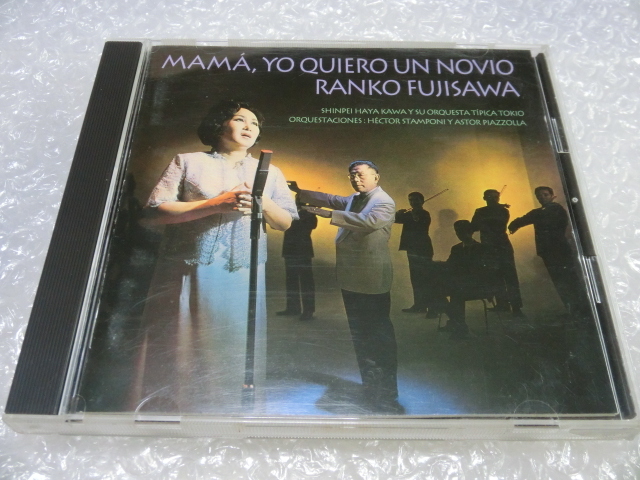 MAMÁ, YO QUIERO UN NOVIO
RANKO FUJISAWA
SHINPEI HAYA KAWA Y SU ORQUESTA TÍPICA TOKIO
ORQUESTACIONES : HÉCTOR STAMPONI Y ASTOR PIAZZOLLA